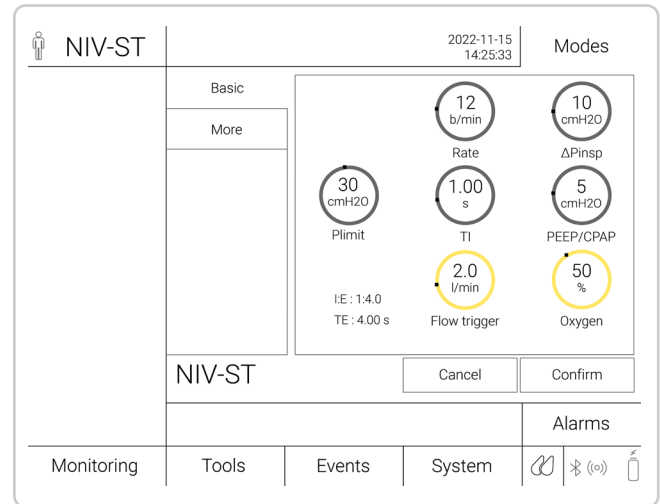 NIV-ST
2022-11-15
14:25:33
Modes
Basic
More
12
b/min
Rate
10
cmH2O
ΔPinsp
30
cmH2O
Plimit
1.00
s
TI
5
cmH2O
PEEP/CPAP
I:E : 1:4.0
TE : 4.00 s
2.0
l/min
Flow trigger
50
%
Oxygen
NIV-ST
Cancel
Confirm
Alarms
Monitoring
Tools
Events
System